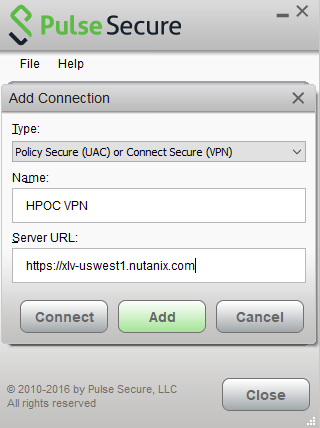 Pulse Secure
File Help
Add Connection
Type:
Policy Secure (UAC) or Connect Secure (VPN)
Name:
HPOC VPN
Server URL:
https://xlv-uswest1.nutanix.com
Connect Add Cancel
© 2010-2016 by Pulse Secure, LLC
All rights reserved
Close